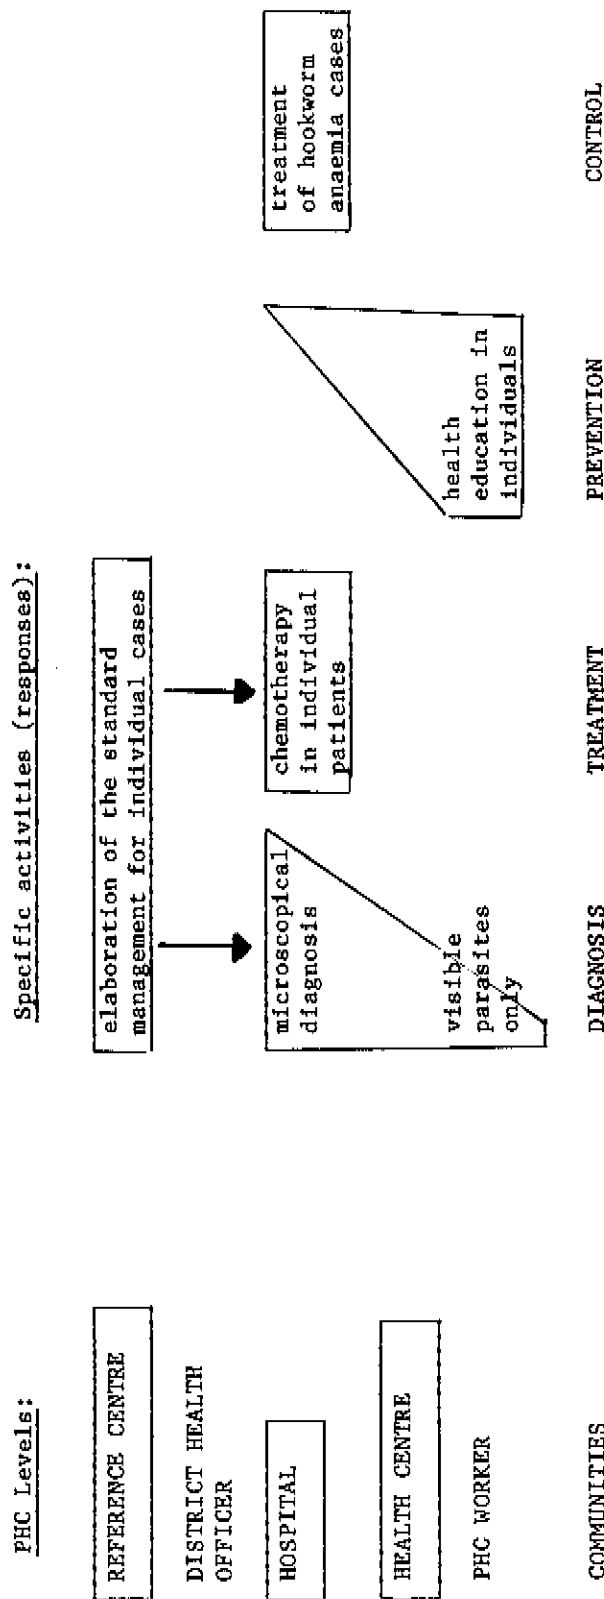 PHC Levels:
Specific activities (responses):
REFERENCE CENTRE
elaboration of the standard
management for individual cases
DISTRICT HEALTH
OFFICER
HOSPITAL
microscopical
diagnosis
chemotherapy
in individual
patients
treatment
of hookworm
anaemia cases
HEALTH CENTRE
PHC WORKER
visible
parasites
only
health
education in
individuals
COMMUNITIES
DIAGNOSIS
TREATMENT
PREVENTION
CONTROL